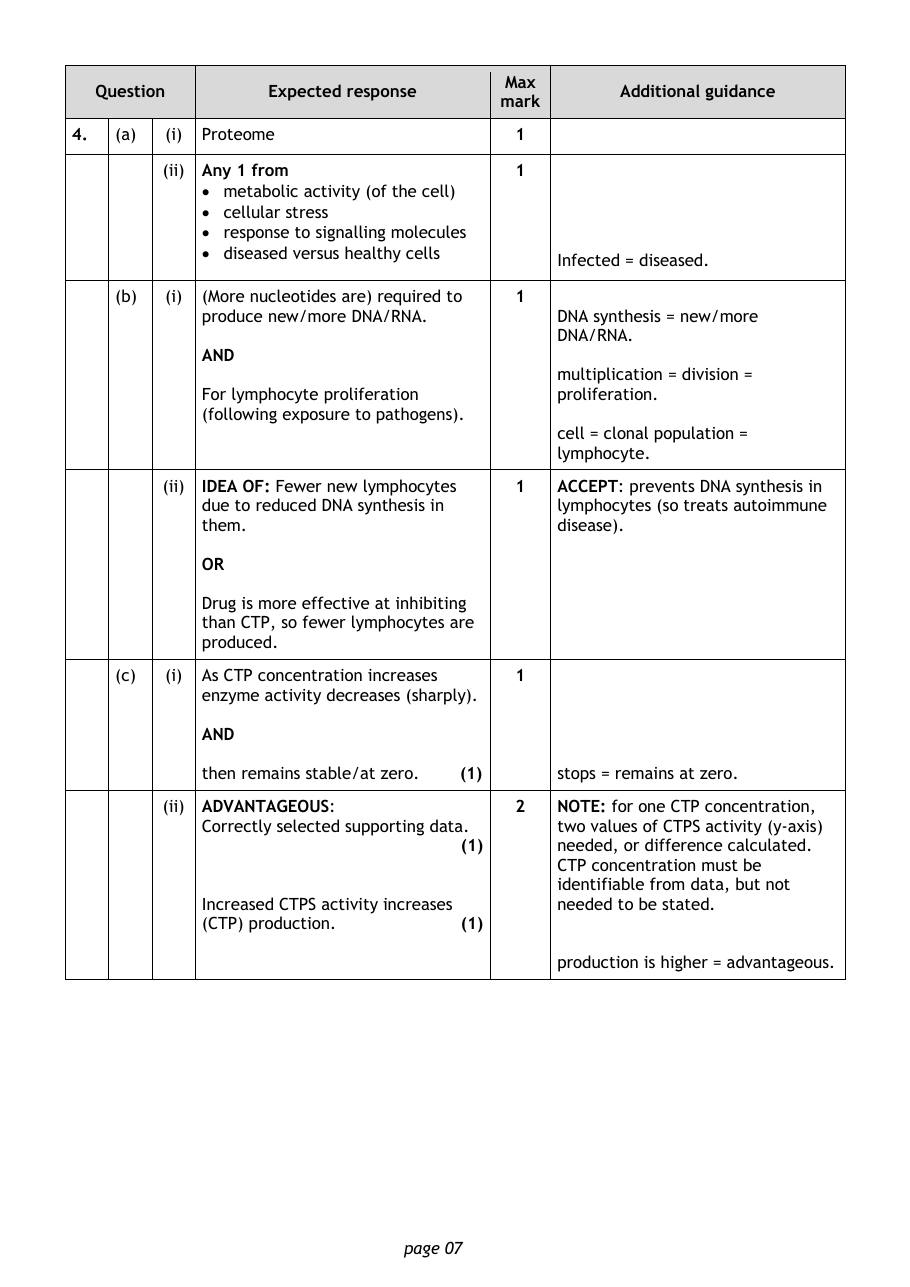 Question Expected response Max mark Additional guidance
4. (a) (i) Proteome 1
(ii) Any 1 from 1
• metabolic activity (of the cell)
• cellular stress
• response to signalling molecules
• diseased versus healthy cells
Infected = diseased.
(b) (i) (More nucleotides are) required to 1
produce new/more DNA/RNA.
AND
For lymphocyte proliferation
(following exposure to pathogens).
DNA synthesis = new/more
DNA/RNA.
multiplication = division =
proliferation.
cell = clonal population =
lymphocyte.
(ii) IDEA OF: Fewer new lymphocytes 1
due to reduced DNA synthesis in
them.
OR
Drug is more effective at inhibiting
than CTP, so fewer lymphocytes are
produced.
ACCEPT: prevents DNA synthesis in
lymphocytes (so treats autoimmune
disease).
(c) (i) As CTP concentration increases 1
enzyme activity decreases (sharply).
AND
then remains stable/at zero. (1)
stops = remains at zero.
(ii) ADVANTAGEOUS: 2
Correctly selected supporting data.
(1)
Increased CTPS activity increases
(CTP) production. (1)
NOTE: for one CTP concentration,
two values of CTPS activity (y-axis)
needed, or difference calculated.
CTP concentration must be
identifiable from data, but not
needed to be stated.
production is higher = advantageous.
page 07